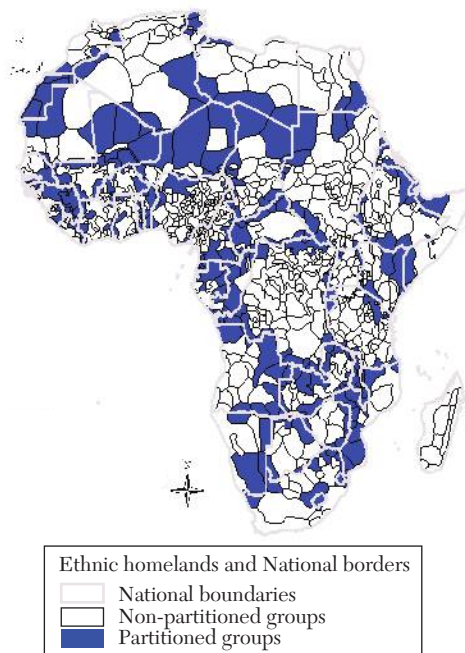 N
Ethnic homelands and National borders
National boundaries
Non-partitioned groups
Partitioned groups